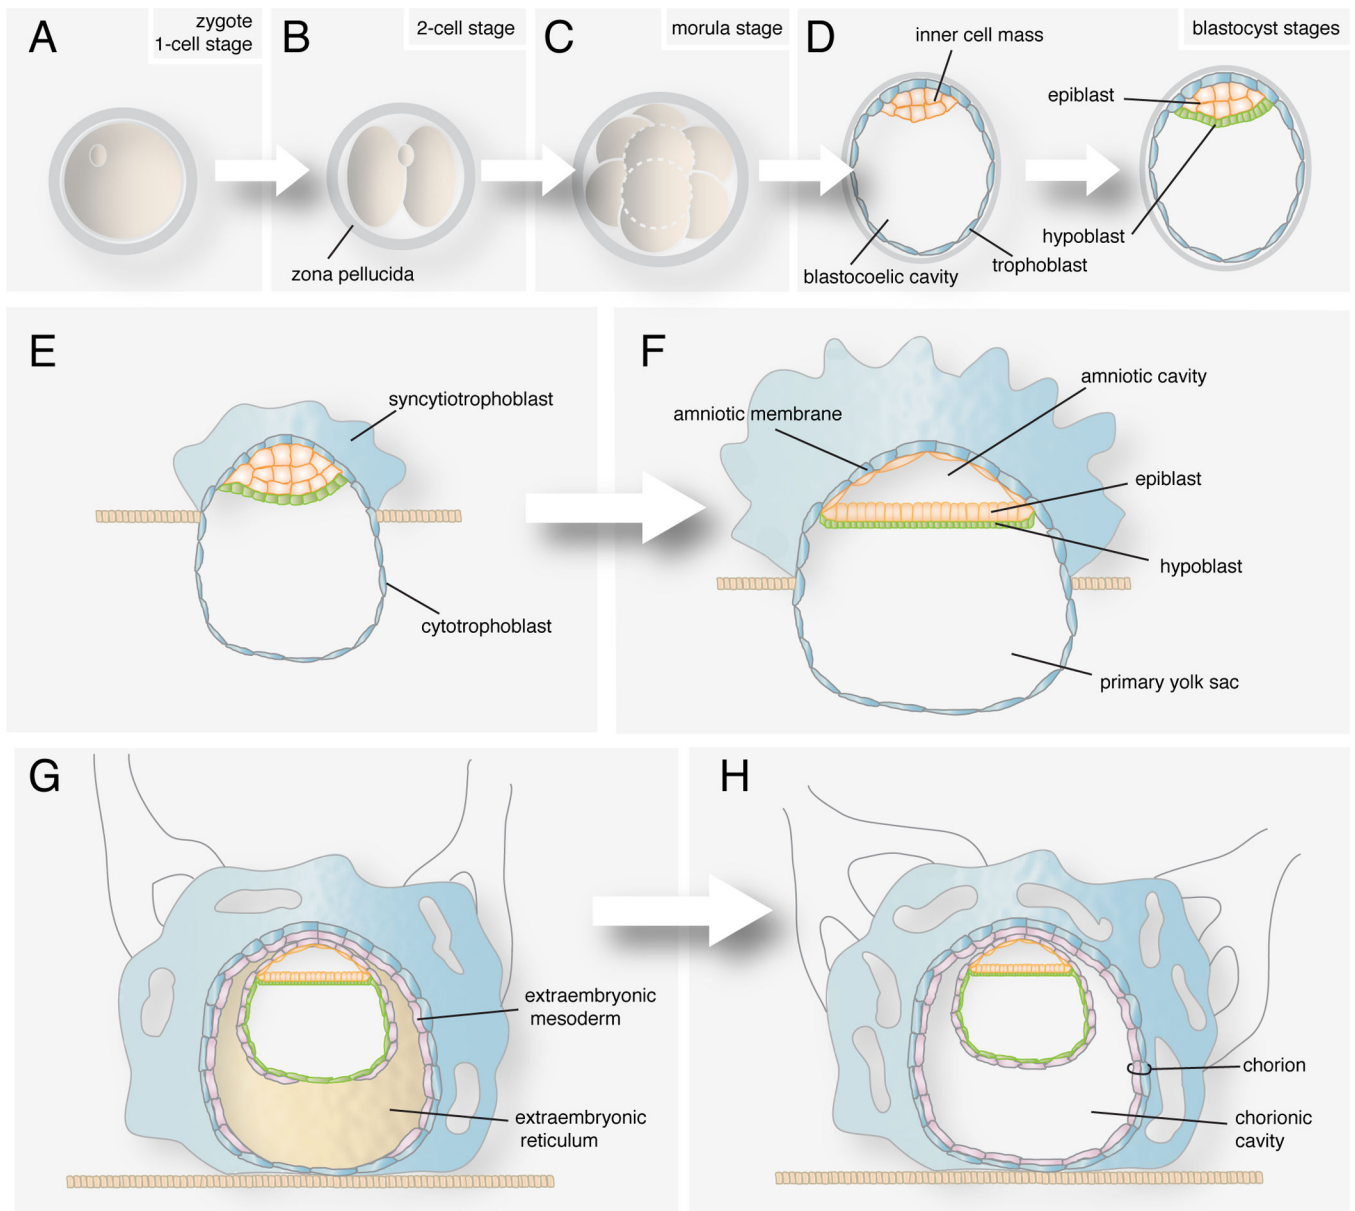 A
zygote
1-cell stage
B
2-cell stage
zona pellucida
C
morula stage
D
blastocyst stages
inner cell mass
epiblast
hypoblast
trophoblast
blastocoelic cavity
E
syncytiotrophoblast
cytotrophoblast
F
amniotic cavity
amniotic membrane
epiblast
hypoblast
primary yolk sac
G
extraembryonic
mesoderm
extraembryonic
reticulum
H
chorion
chorionic
cavity